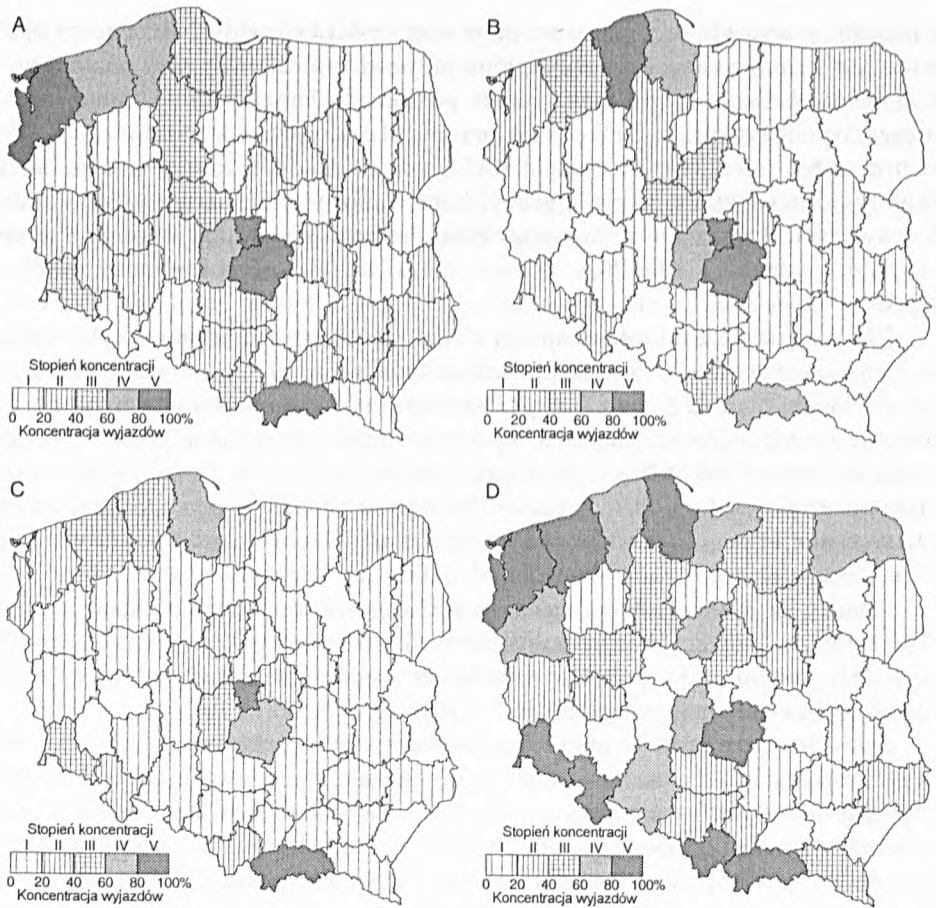 A
Stopień koncentracji
II III IV V
0 20 40 60 80 100%
Koncentracja wyjazdów
B
Stopień koncentracji
I II III IV V
0 20 40 60 80 100%
Koncentracja wyjazdów
C
Stopień koncentracji
I II III IV V
0 20 40 60 80 100%
Koncentracja wyjazdów
D
Stopień koncentracji
I II III IV V
0 20 40 60 80 100%
Koncentracja wyjazdów